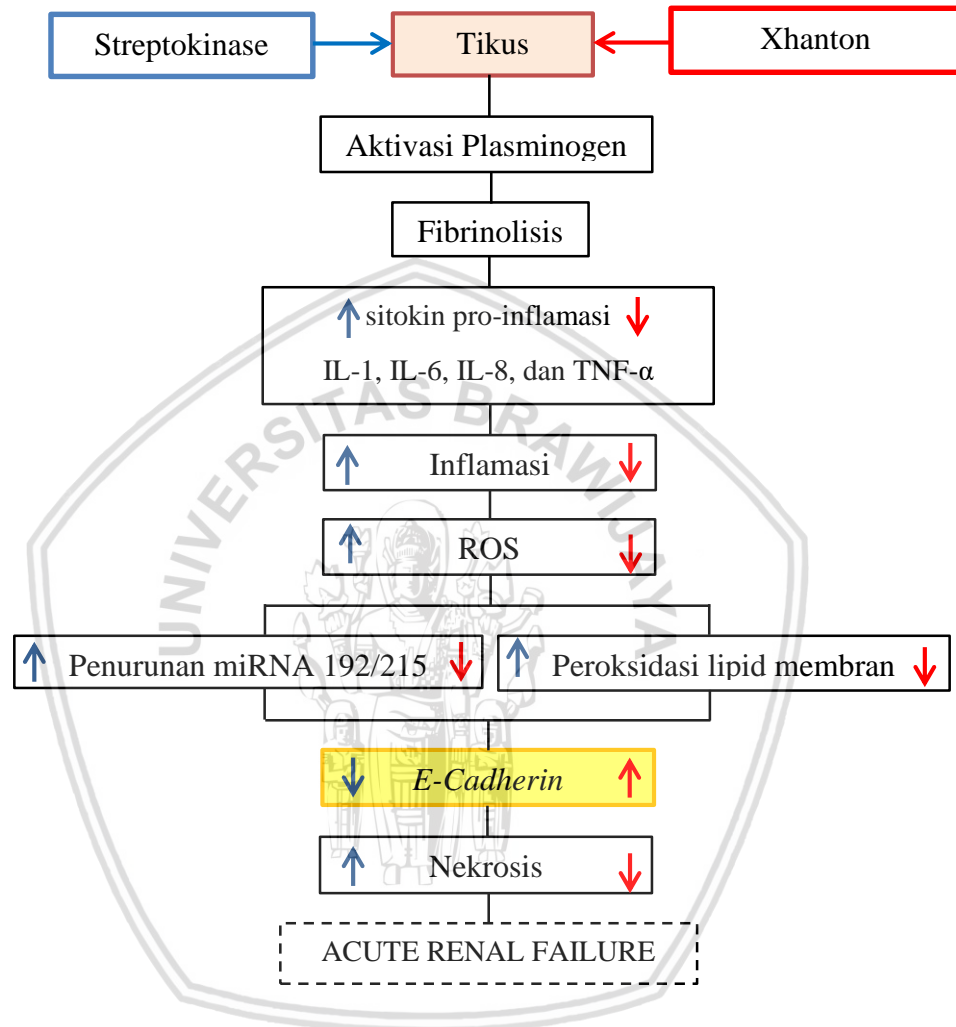 Streptokinase
Tikus
Xhanton
Aktivasi Plasminogen
Fibrinolisis
sitokin pro-inflamasi
IL-1, IL-6, IL-8, dan TNF-α
UNIVERSITAS BRAWIJAYA
Inflamasi
ROS
Penurunan miRNA 192/215
Peroksidasi lipid membran
E-Cadherin
Nekrosis
ACUTE RENAL FAILURE